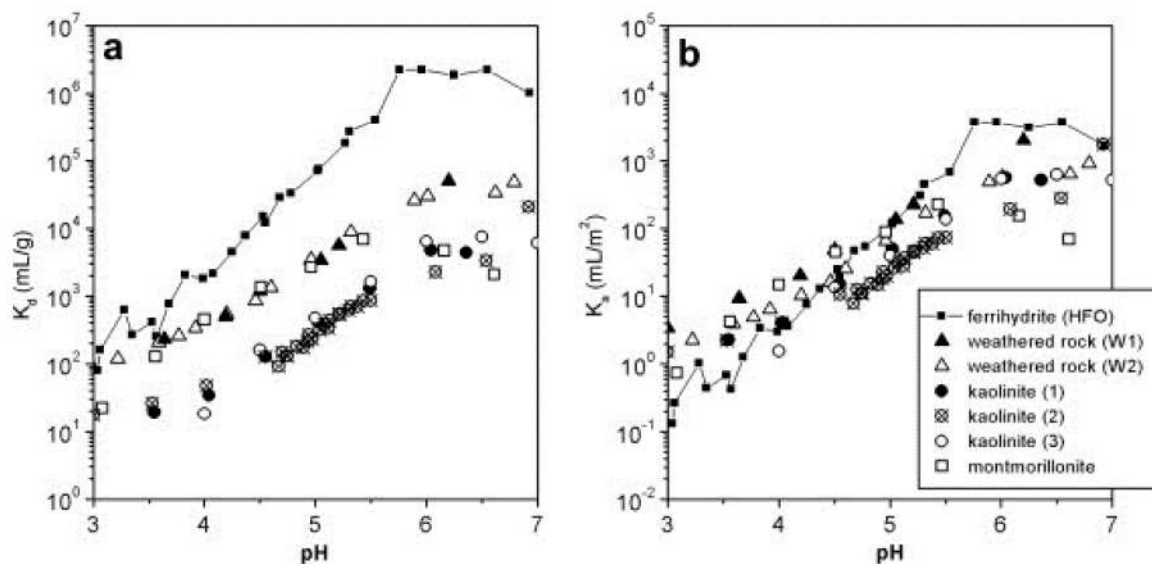 a
10⁷
10⁶
10⁵
10⁴
10³
10²
10¹
10⁰
K_d (mL/g)
3 4 5 6 7
pH
b
10⁵
10⁴
10³
10²
10¹
10⁰
10⁻¹
10⁻²
K_a (mL/m²)
3 4 5 6 7
pH
ferrihydrite (HFO)
weathered rock (W1)
weathered rock (W2)
kaolinite (1)
kaolinite (2)
kaolinite (3)
montmorillonite